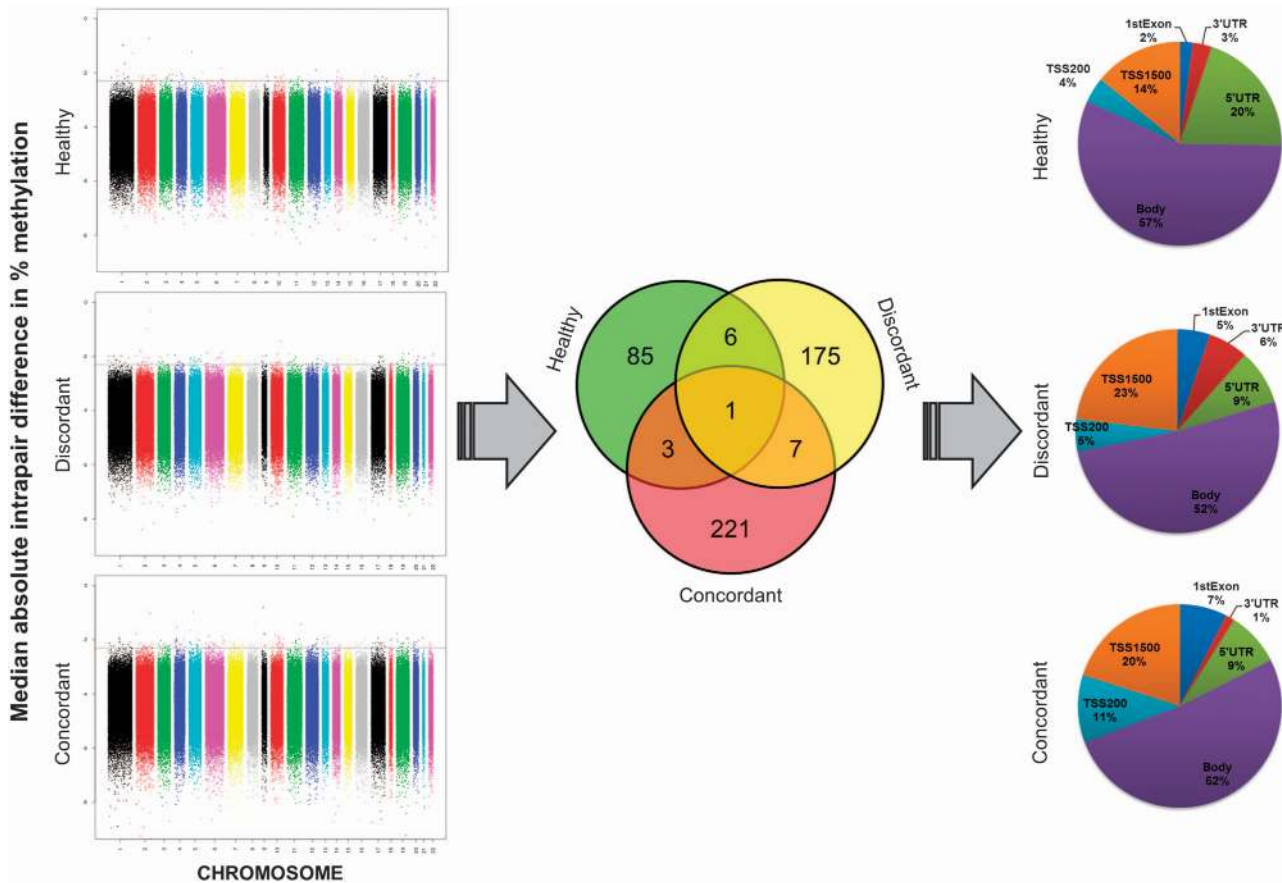 Median absolute intrapair difference in % methylation
Healthy
Discordant
Concordant
CHROMOSOME
Healthy
Discordant
Concordant
85
6
175
1
3
7
221
Healthy
1stExon
2%
3'UTR
3%
TSS200
4%
TSS1500
14%
5'UTR
20%
Body
57%
Discordant
1stExon
5%
3'UTR
6%
TSS1500
23%
5'UTR
9%
TSS200
5%
Body
52%
Concordant
1stExon
7%
3'UTR
1%
TSS1500
20%
5'UTR
9%
TSS200
11%
Body
52%